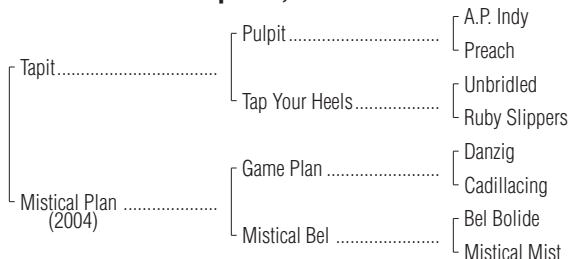 A.P. Indy
Pulpit
Preach
Tapit
Unbridled
Tap Your Heels
Ruby Slippers
Danzig
Game Plan
Cadillacing
Mistical Plan
(2004)
Bel Bolide
Mistical Bel
Mistical Mist